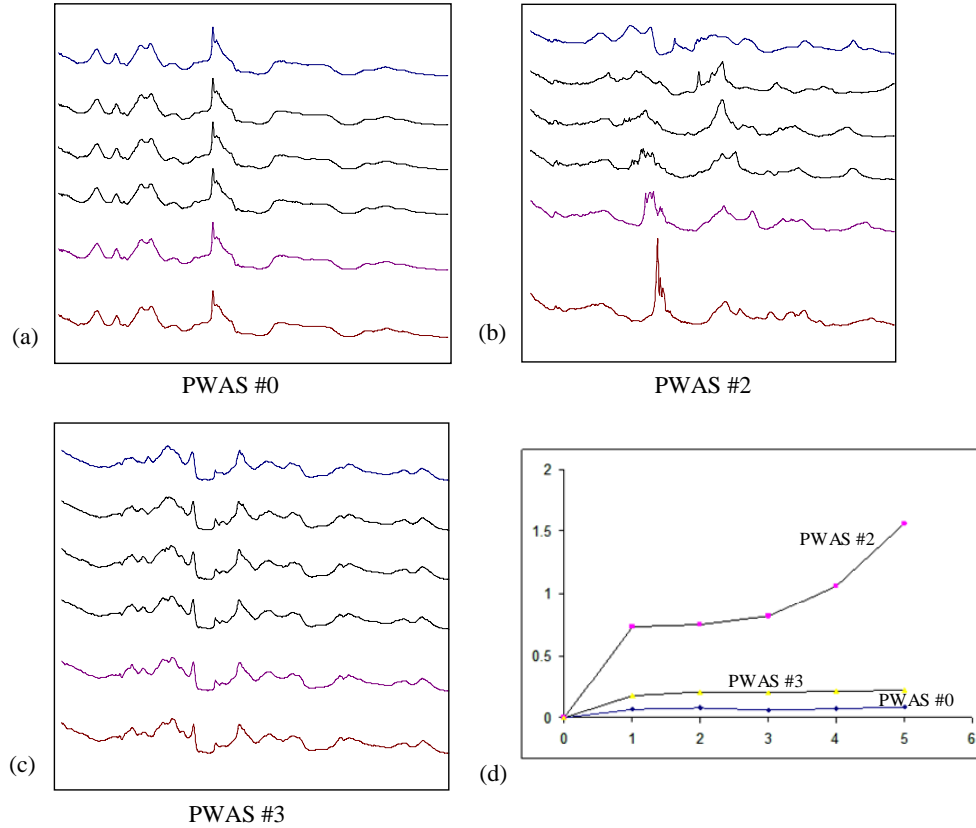 (a)
PWAS #0
(b)
PWAS #2
(c)
PWAS #3
2
1.5
1
0.5
0
PWAS #2
PWAS #3
PWAS #0
0 1 2 3 4 5 6
(d)